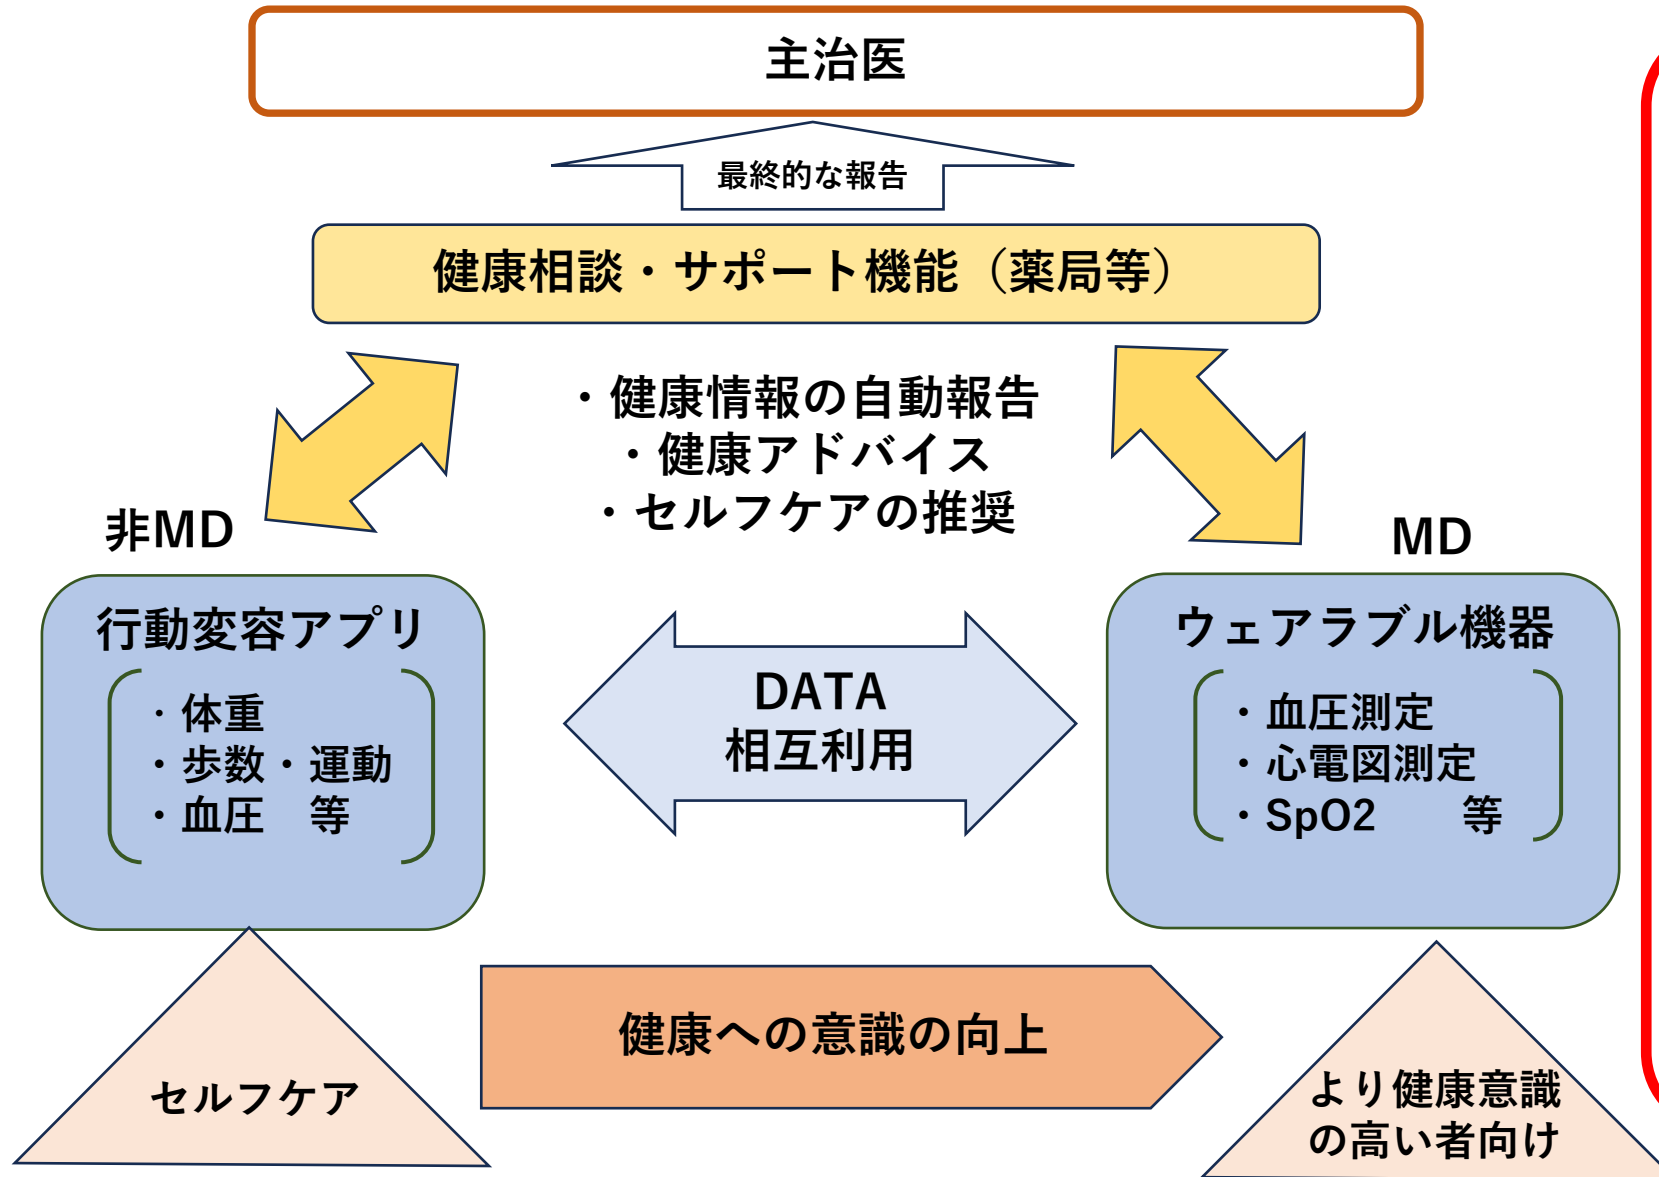 主治医
最終的な報告
健康相談・サポート機能（薬局等）
・健康情報の自動報告
・健康アドバイス
・セルフケアの推奨
非MD
MD
行動変容アプリ
・体重
・歩数・運動
・血圧　等
DATA
相互利用
ウェアラブル機器
・血圧測定
・心電図測定
・SpO2　　等
健康への意識の向上
セルフケア
より健康意識
の高い者向け